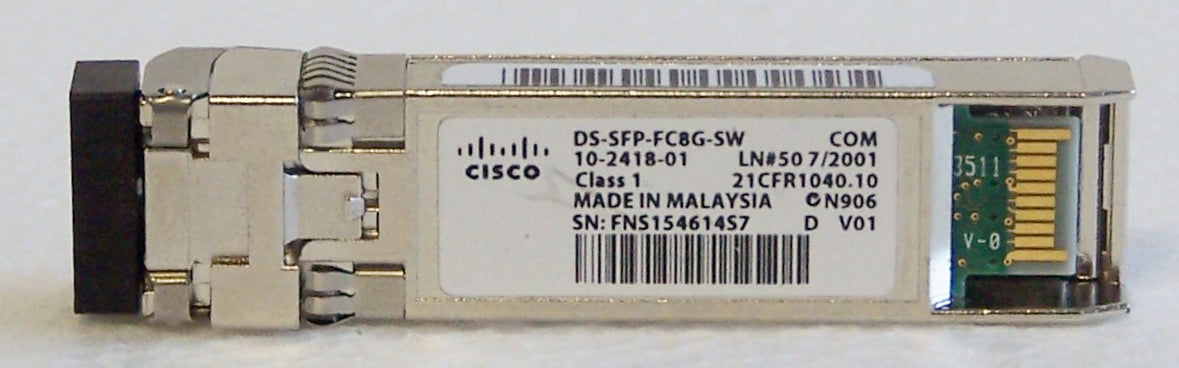 CISCO
DS-SFP-FC8G-SW COM
10-2418-01 LN#50 7/2001
Class 1 21CFR1040.10
MADE IN MALAYSIA N906
SN: FNS154614S7 D V01
3511
V-0